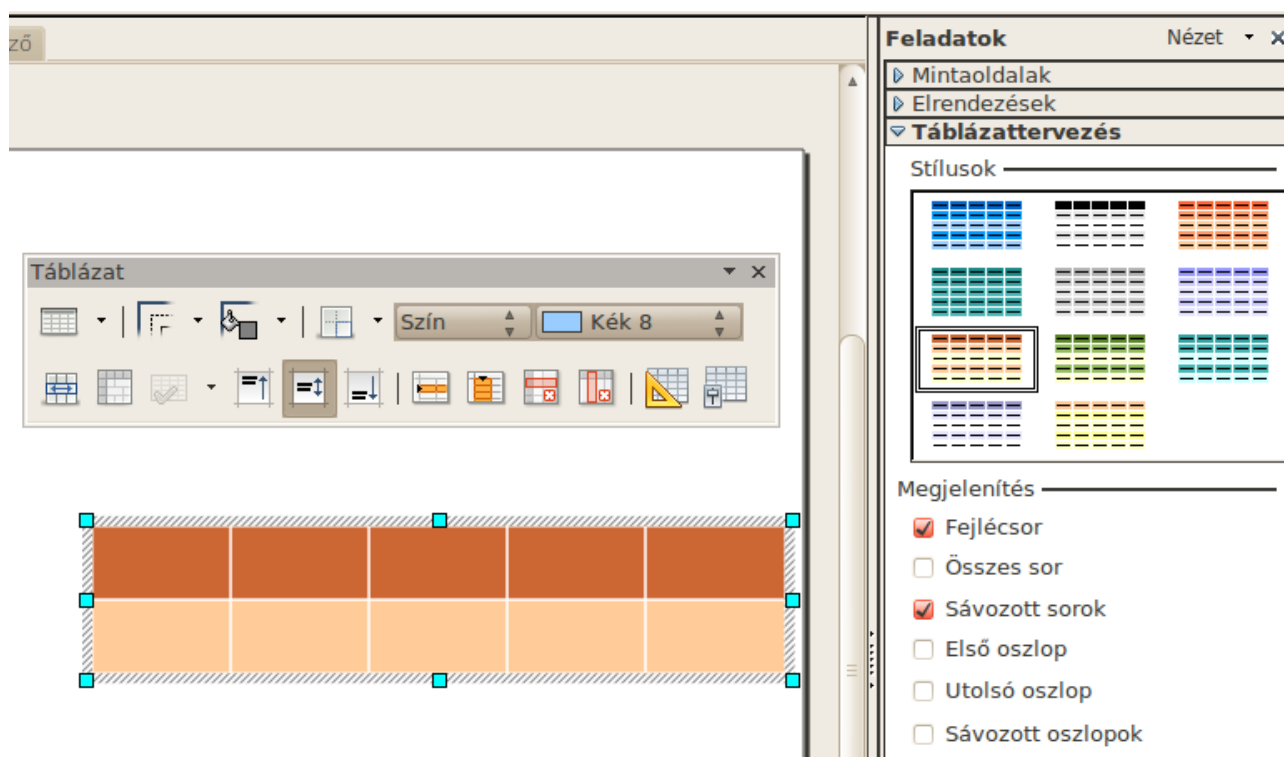 ző
Feladatok Nézet
Mintaoldalak
Elrendezések
Táblázattervezés
Stílusok
Táblázat
Szín Kék 8
Megjelenítés
Fejlécsor
Összes sor
Sávozott sorok
Első oszlop
Utolsó oszlop
Sávozott oszlopok